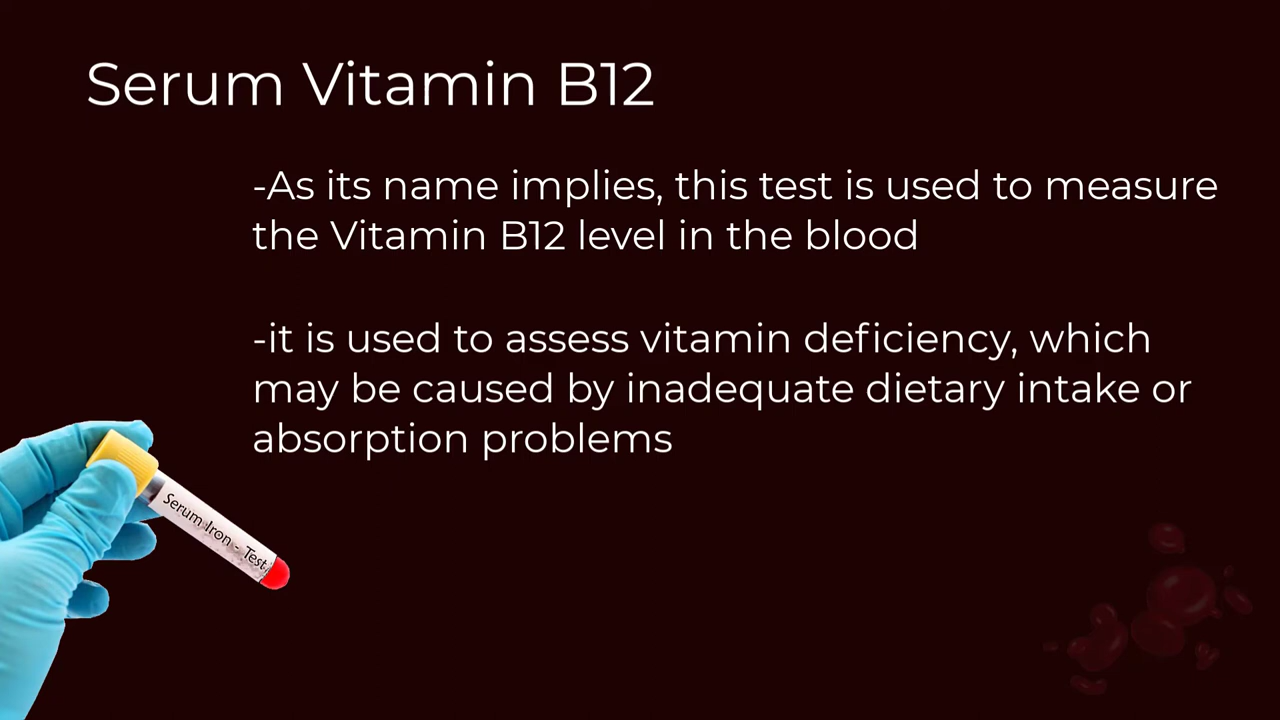 Serum Vitamin B12
-As its name implies, this test is used to measure
the Vitamin B12 level in the blood
-it is used to assess vitamin deficiency, which
may be caused by inadequate dietary intake or
absorption problems
Serum Iron - Test